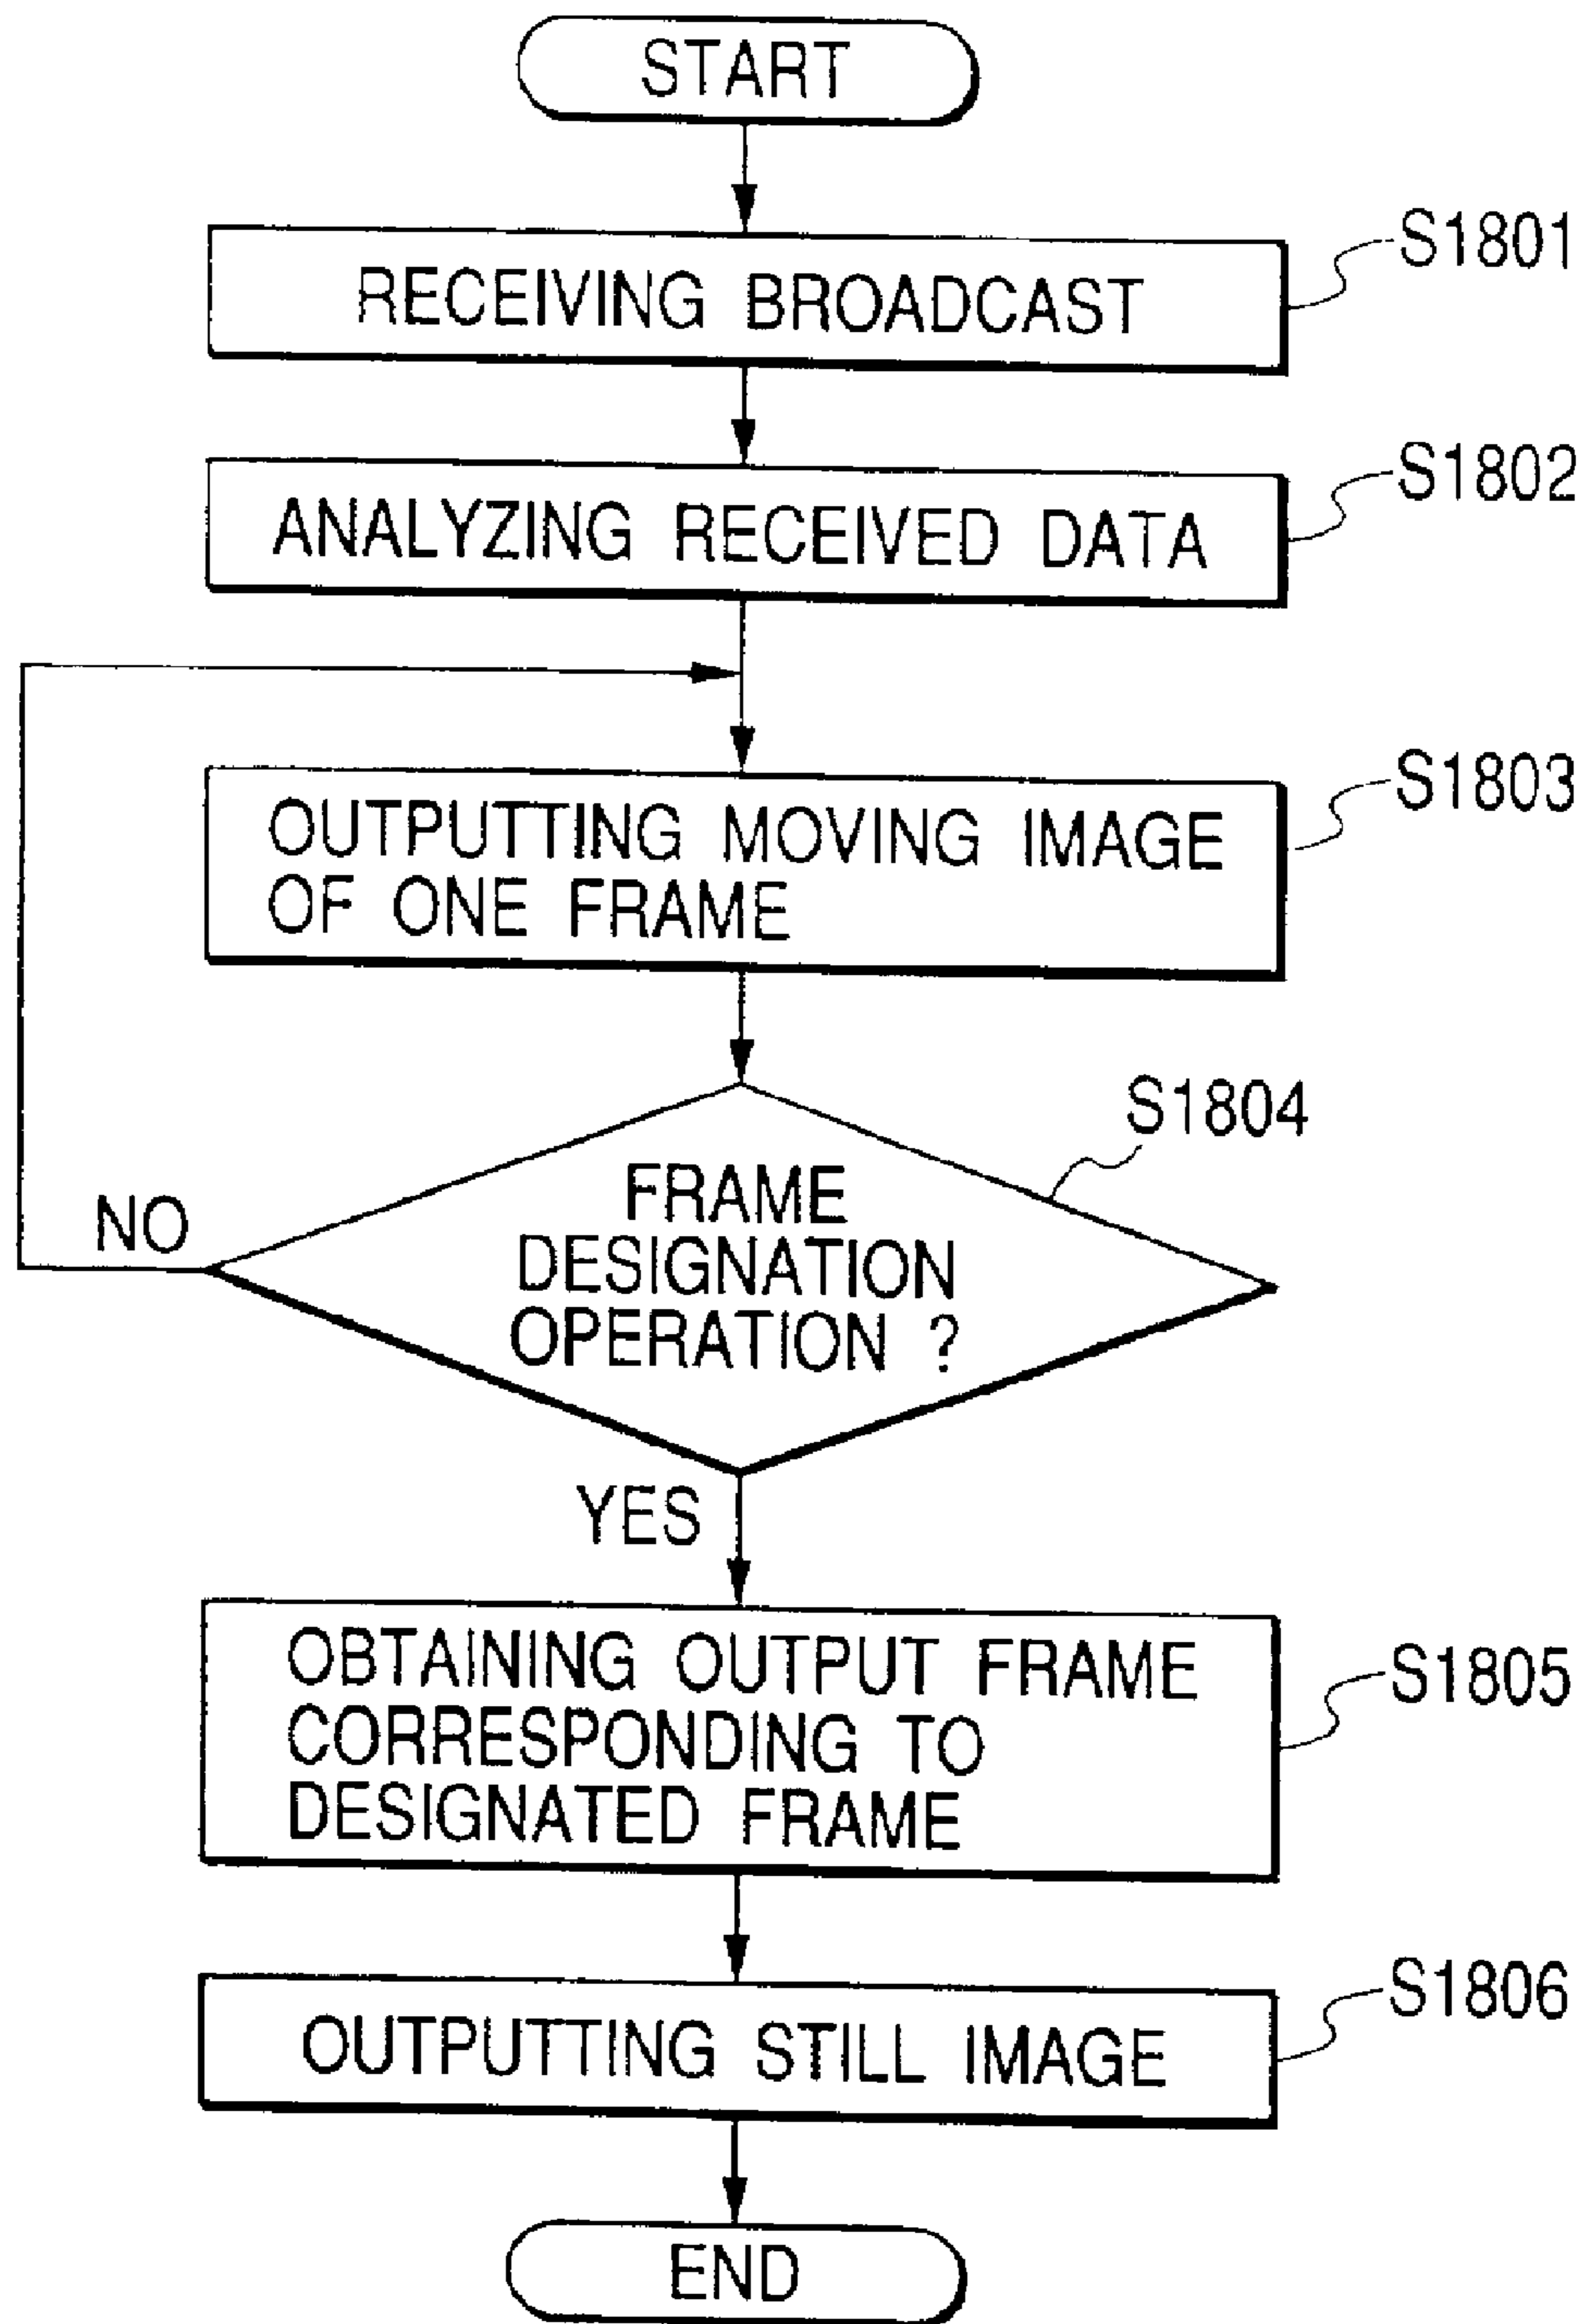 START
RECEIVING BROADCAST
S1801
ANALYZING RECEIVED DATA
S1802
OUTPUTTING MOVING IMAGE
OF ONE FRAME
S1803
FRAME
DESIGNATION
OPERATION ?
S1804
NO
YES
OBTAINING OUTPUT FRAME
CORRESPONDING TO
DESIGNATED FRAME
S1805
OUTPUTTING STILL IMAGE
S1806
END